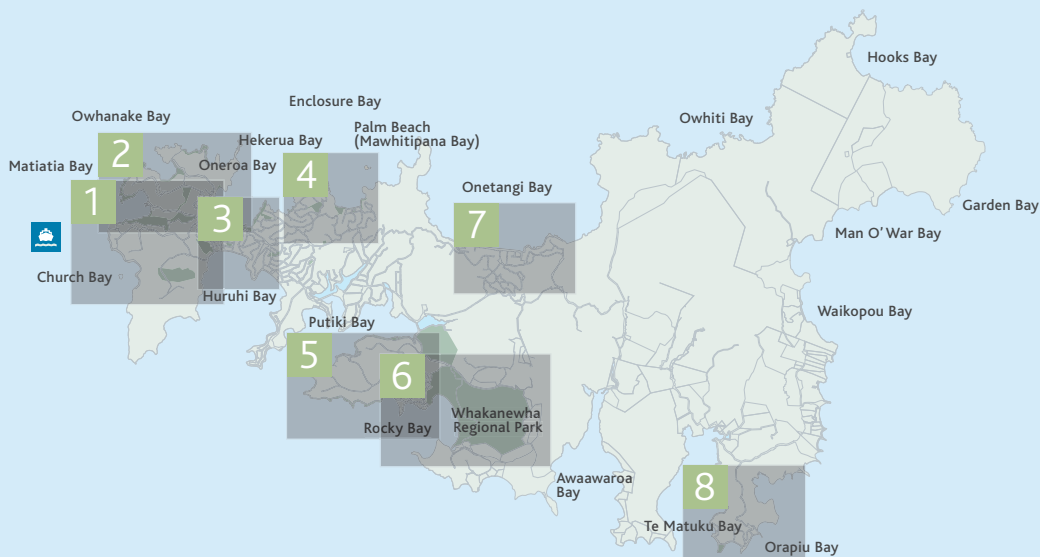 Hooks Bay
Enclosure Bay
Owhanake Bay
Owhiti Bay
Palm Beach
(Mawhitipana Bay)
Hekerua Bay
2
Matiatia Bay
Oneroa Bay
4
Onetangi Bay
1
3
7
Garden Bay
Man O' War Bay
Church Bay
Huruhi Bay
Waikopou Bay
Putiki Bay
5
6
Whakanewha
Regional Park
Rocky Bay
Awaawaroa
Bay
8
Te Matuku Bay
Orapiu Bay